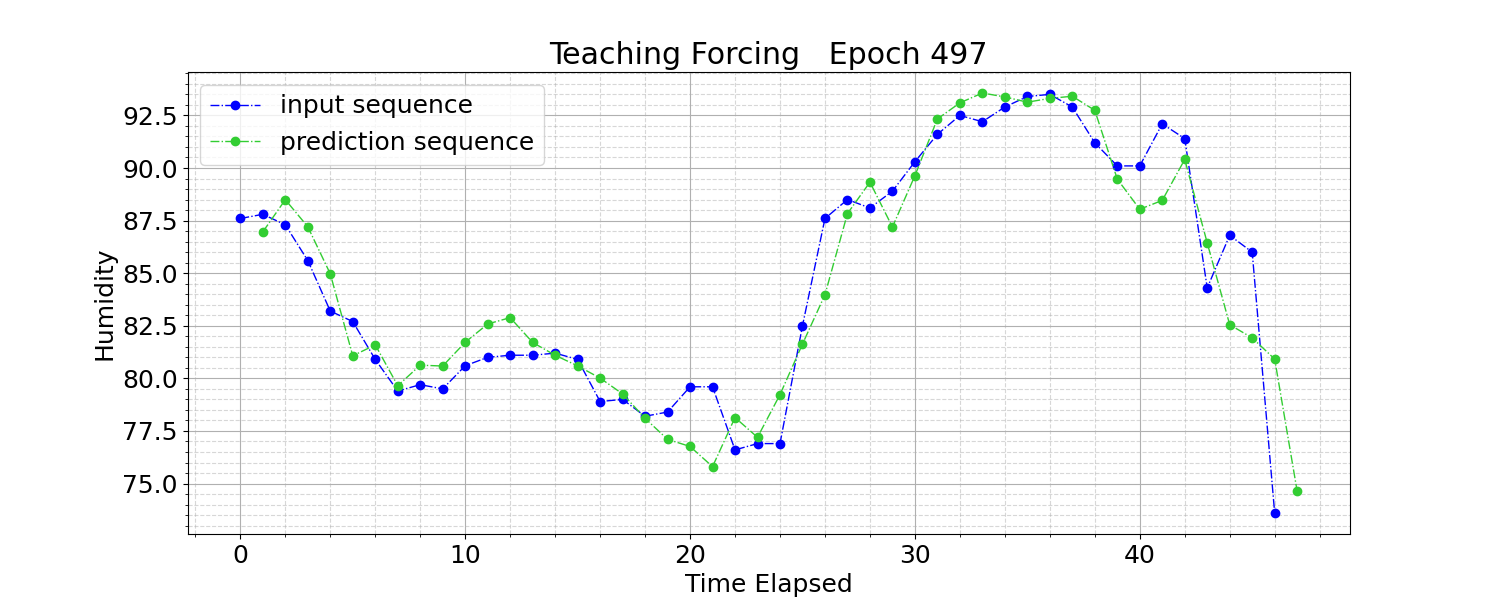 Teaching Forcing   Epoch 497
input sequence
prediction sequence
92.5
90.0
87.5
85.0
82.5
80.0
77.5
75.0
Humidity
0 10 20 30 40
Time Elapsed